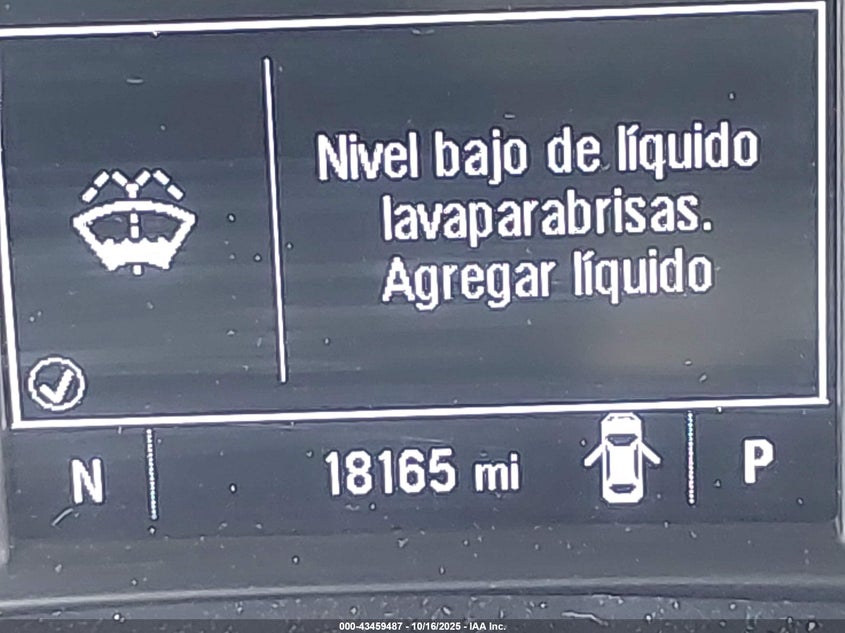 Nivel bajo de líquido
lavaparabrisas.
Agregar líquido
N
18165 mi
P
000-43459487 - 10/16/2025 - IAA Inc.